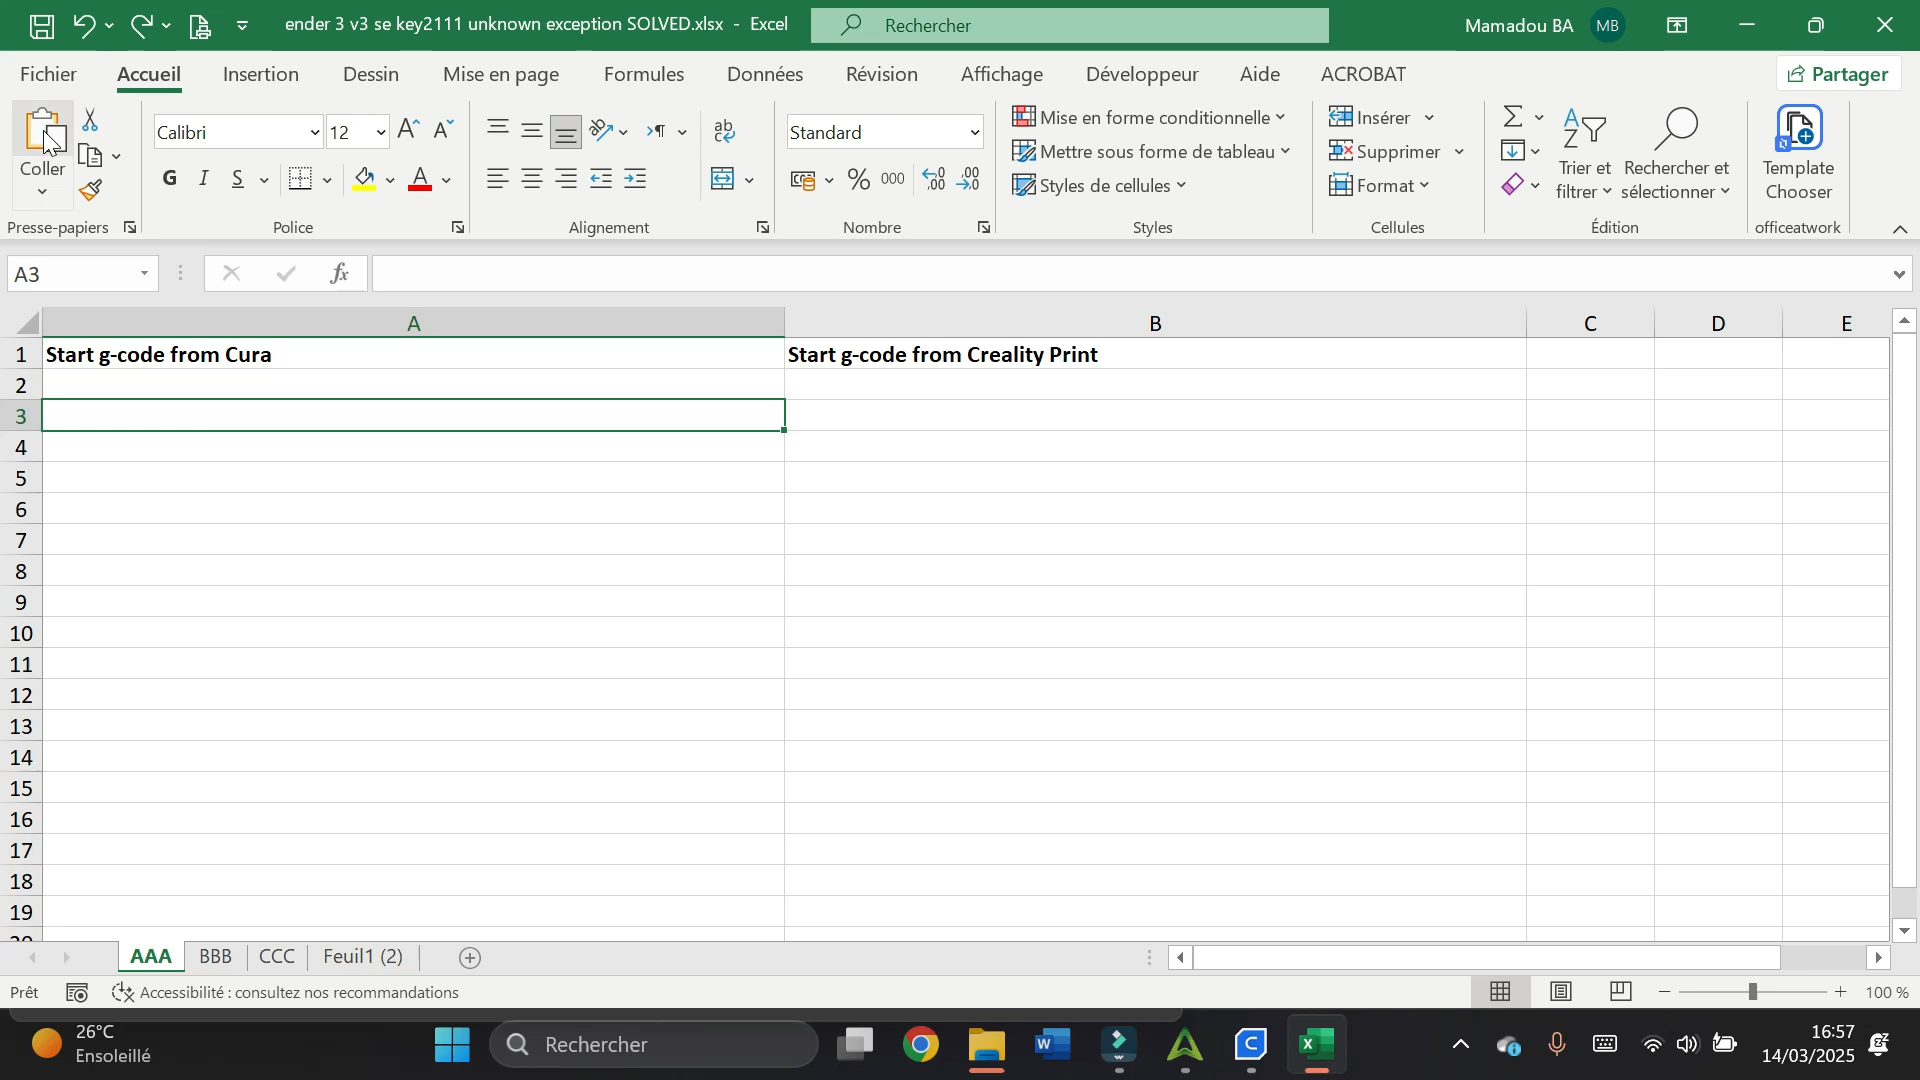 ender 3 v3 se key2111 unknown exception SOLVED.xlsx - Excel
Rechercher
Mamadou BA
MB
Fichier
Accueil
Insertion
Dessin
Mise en page
Formules
Données
Révision
Affichage
Développeur
Aide
ACROBAT
Partager
Coller
Presse-papiers
Calibri
12
G
I
S
Police
Alignement
Standard
% 000
Nombre
Mise en forme conditionnelle
Mettre sous forme de tableau
Styles de cellules
Styles
Insérer
Supprimer
Format
Cellules
Trier et
filtrer
Rechercher et
sélectionner
Édition
Template
Chooser
officeatwork
A3
fx
A
B
C
D
E
1
Start g-code from Cura
Start g-code from Creality Print
2
3
4
5
6
7
8
9
10
11
12
13
14
15
16
17
18
19
20
AAA
BBB
CCC
Feuil1 (2)
Prêt
Accessibilité : consultez nos recommandations
100 %
26°C
Ensoleillé
Rechercher
16:57
14/03/2025